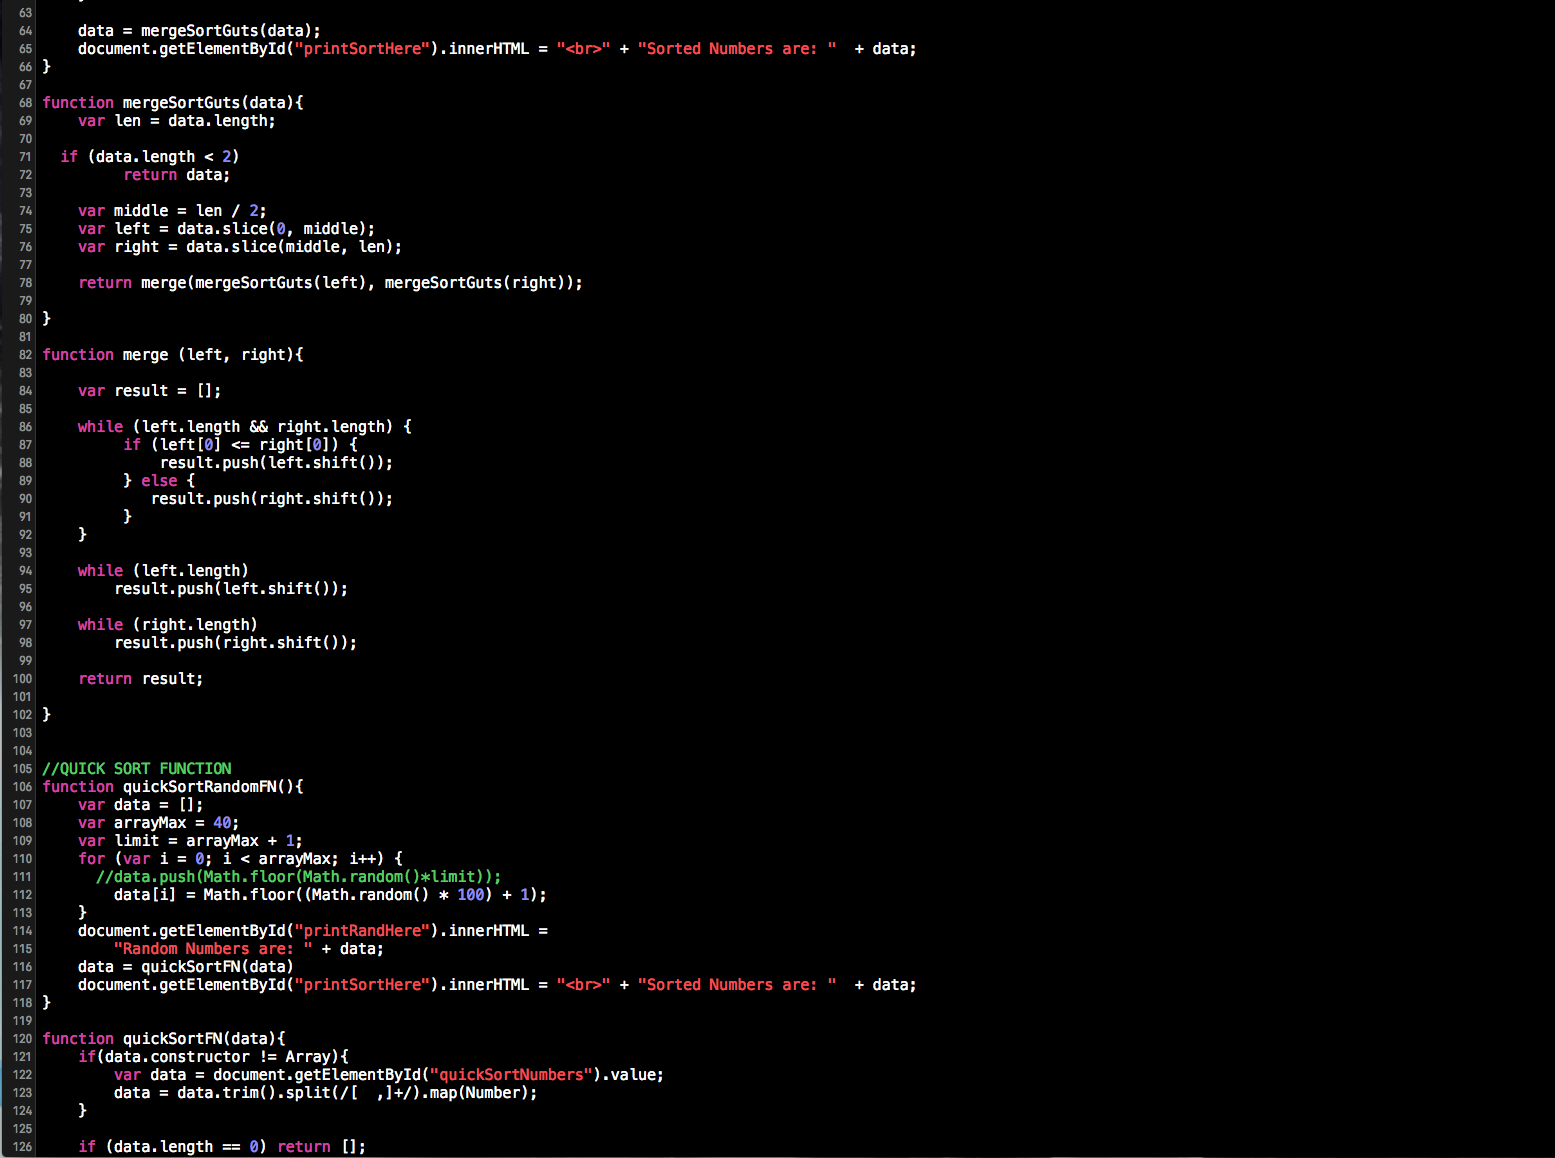 63
64 data = mergeSortGuts(data);
65 document.getElementById("printSortHere").innerHTML = "<br>" + "Sorted Numbers are: "  + data;
66 }
67
68 function mergeSortGuts(data){
69     var len = data.length;
70
71   if (data.length < 2)
72          return data;
73
74     var middle = len / 2;
75     var left = data.slice(0, middle);
76     var right = data.slice(middle, len);
77
78     return merge(mergeSortGuts(left), mergeSortGuts(right));
79
80 }
81
82 function merge (left, right){
83
84     var result = [];
85
86     while (left.length && right.length) {
87          if (left[0] <= right[0]) {
88              result.push(left.shift());
89          } else {
90             result.push(right.shift());
91          }
92     }
93
94     while (left.length)
95         result.push(left.shift());
96
97     while (right.length)
98         result.push(right.shift());
99
100     return result;
101
102 }
103
104
105 //QUICK SORT FUNCTION
106 function quickSortRandomFN(){
107     var data = [];
108     var arrayMax = 40;
109     var limit = arrayMax + 1;
110     for (var i = 0; i < arrayMax; i++) {
111       //data.push(Math.floor(Math.random()*limit));
112         data[i] = Math.floor((Math.random() * 100) + 1);
113     }
114     document.getElementById("printRandHere").innerHTML =
115         "Random Numbers are: " + data;
116     data = quickSortFN(data)
117     document.getElementById("printSortHere").innerHTML = "<br>" + "Sorted Numbers are: "  + data;
118 }
119
120 function quickSortFN(data){
121     if(data.constructor != Array){
122         var data = document.getElementById("quickSortNumbers").value;
123         data = data.trim().split(/[  ,]+/).map(Number);
124     }
125
126     if (data.length == 0) return [];